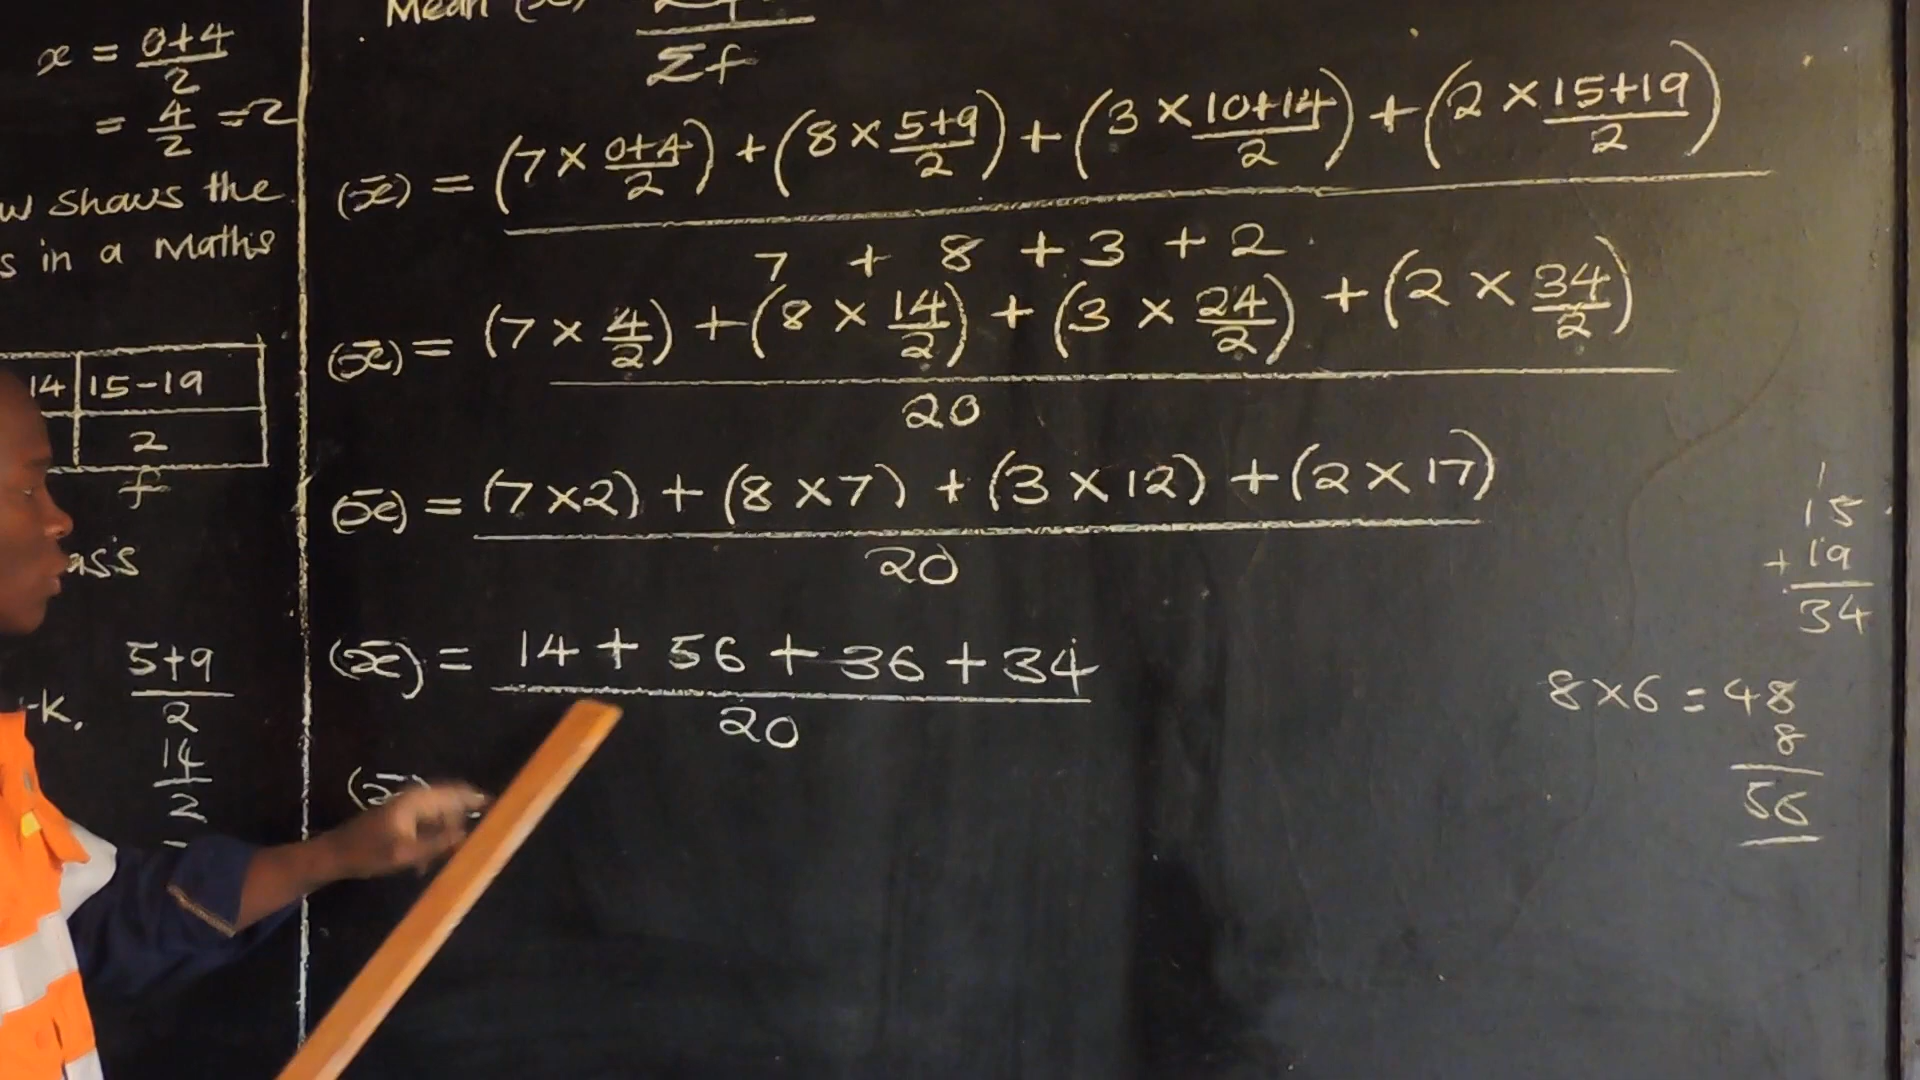 x = 0+4/2
= 4/2 = 2
shows the
s in a Maths
14 | 15-19
2
f
ass
5+9/2
14/2
Mean
Σf
(x̄) = (7 × 0+4/2) + (8 × 5+9/2) + (3 × 10+14/2) + (2 × 15+19/2)
7 + 8 + 3 + 2
(x̄) = (7 × 4/2) + (8 × 14/2) + (3 × 24/2) + (2 × 34/2)
20
(x̄) = (7 × 2) + (8 × 7) + (3 × 12) + (2 × 17)
20
(x̄) = 14 + 56 + 36 + 34
20
(x̄)
1
15
+ 19
34
8 × 6 = 48
8
56